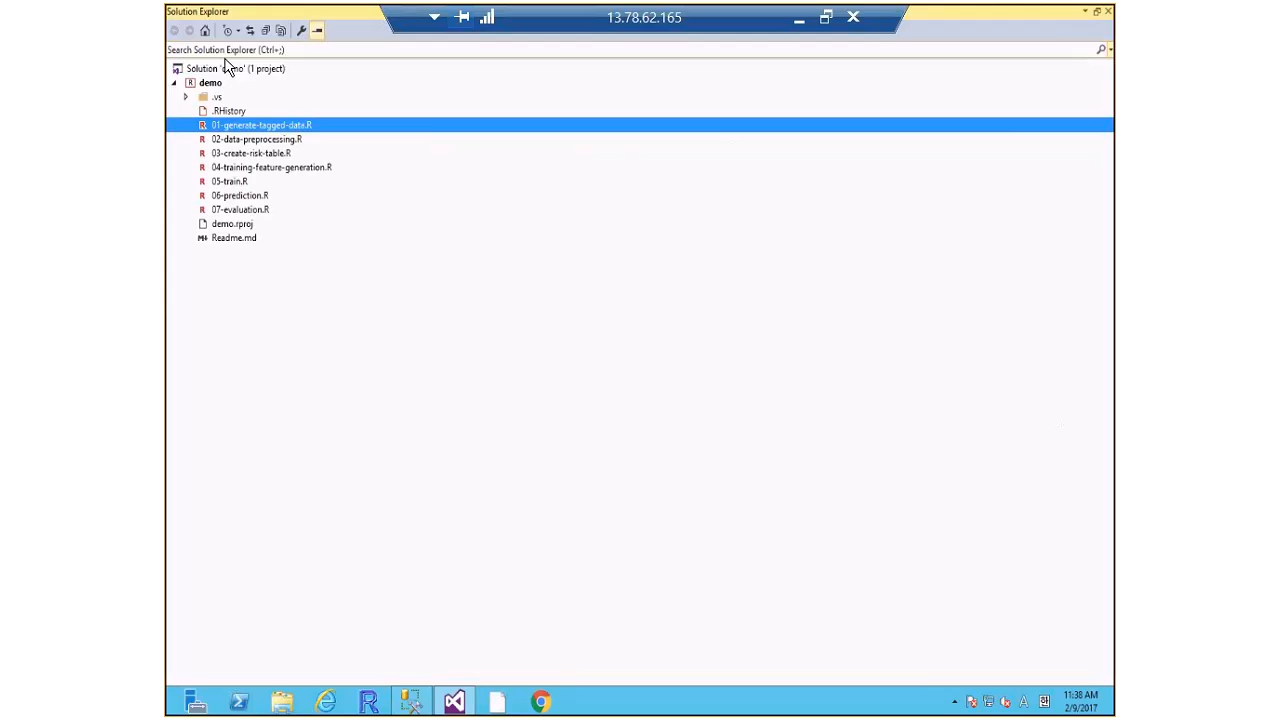 Solution Explorer
13.78.62.165
Search Solution Explorer (Ctrl+;)
Solution 'demo' (1 project)
demo
.vs
.RHistory
01-generate-tagged-data.R
02-data-preprocessing.R
03-create-risk-table.R
04-training-feature-generation.R
05-train.R
06-prediction.R
07-evaluation.R
demo.rproj
Readme.md
A
한
11:38 AM
2/9/2017